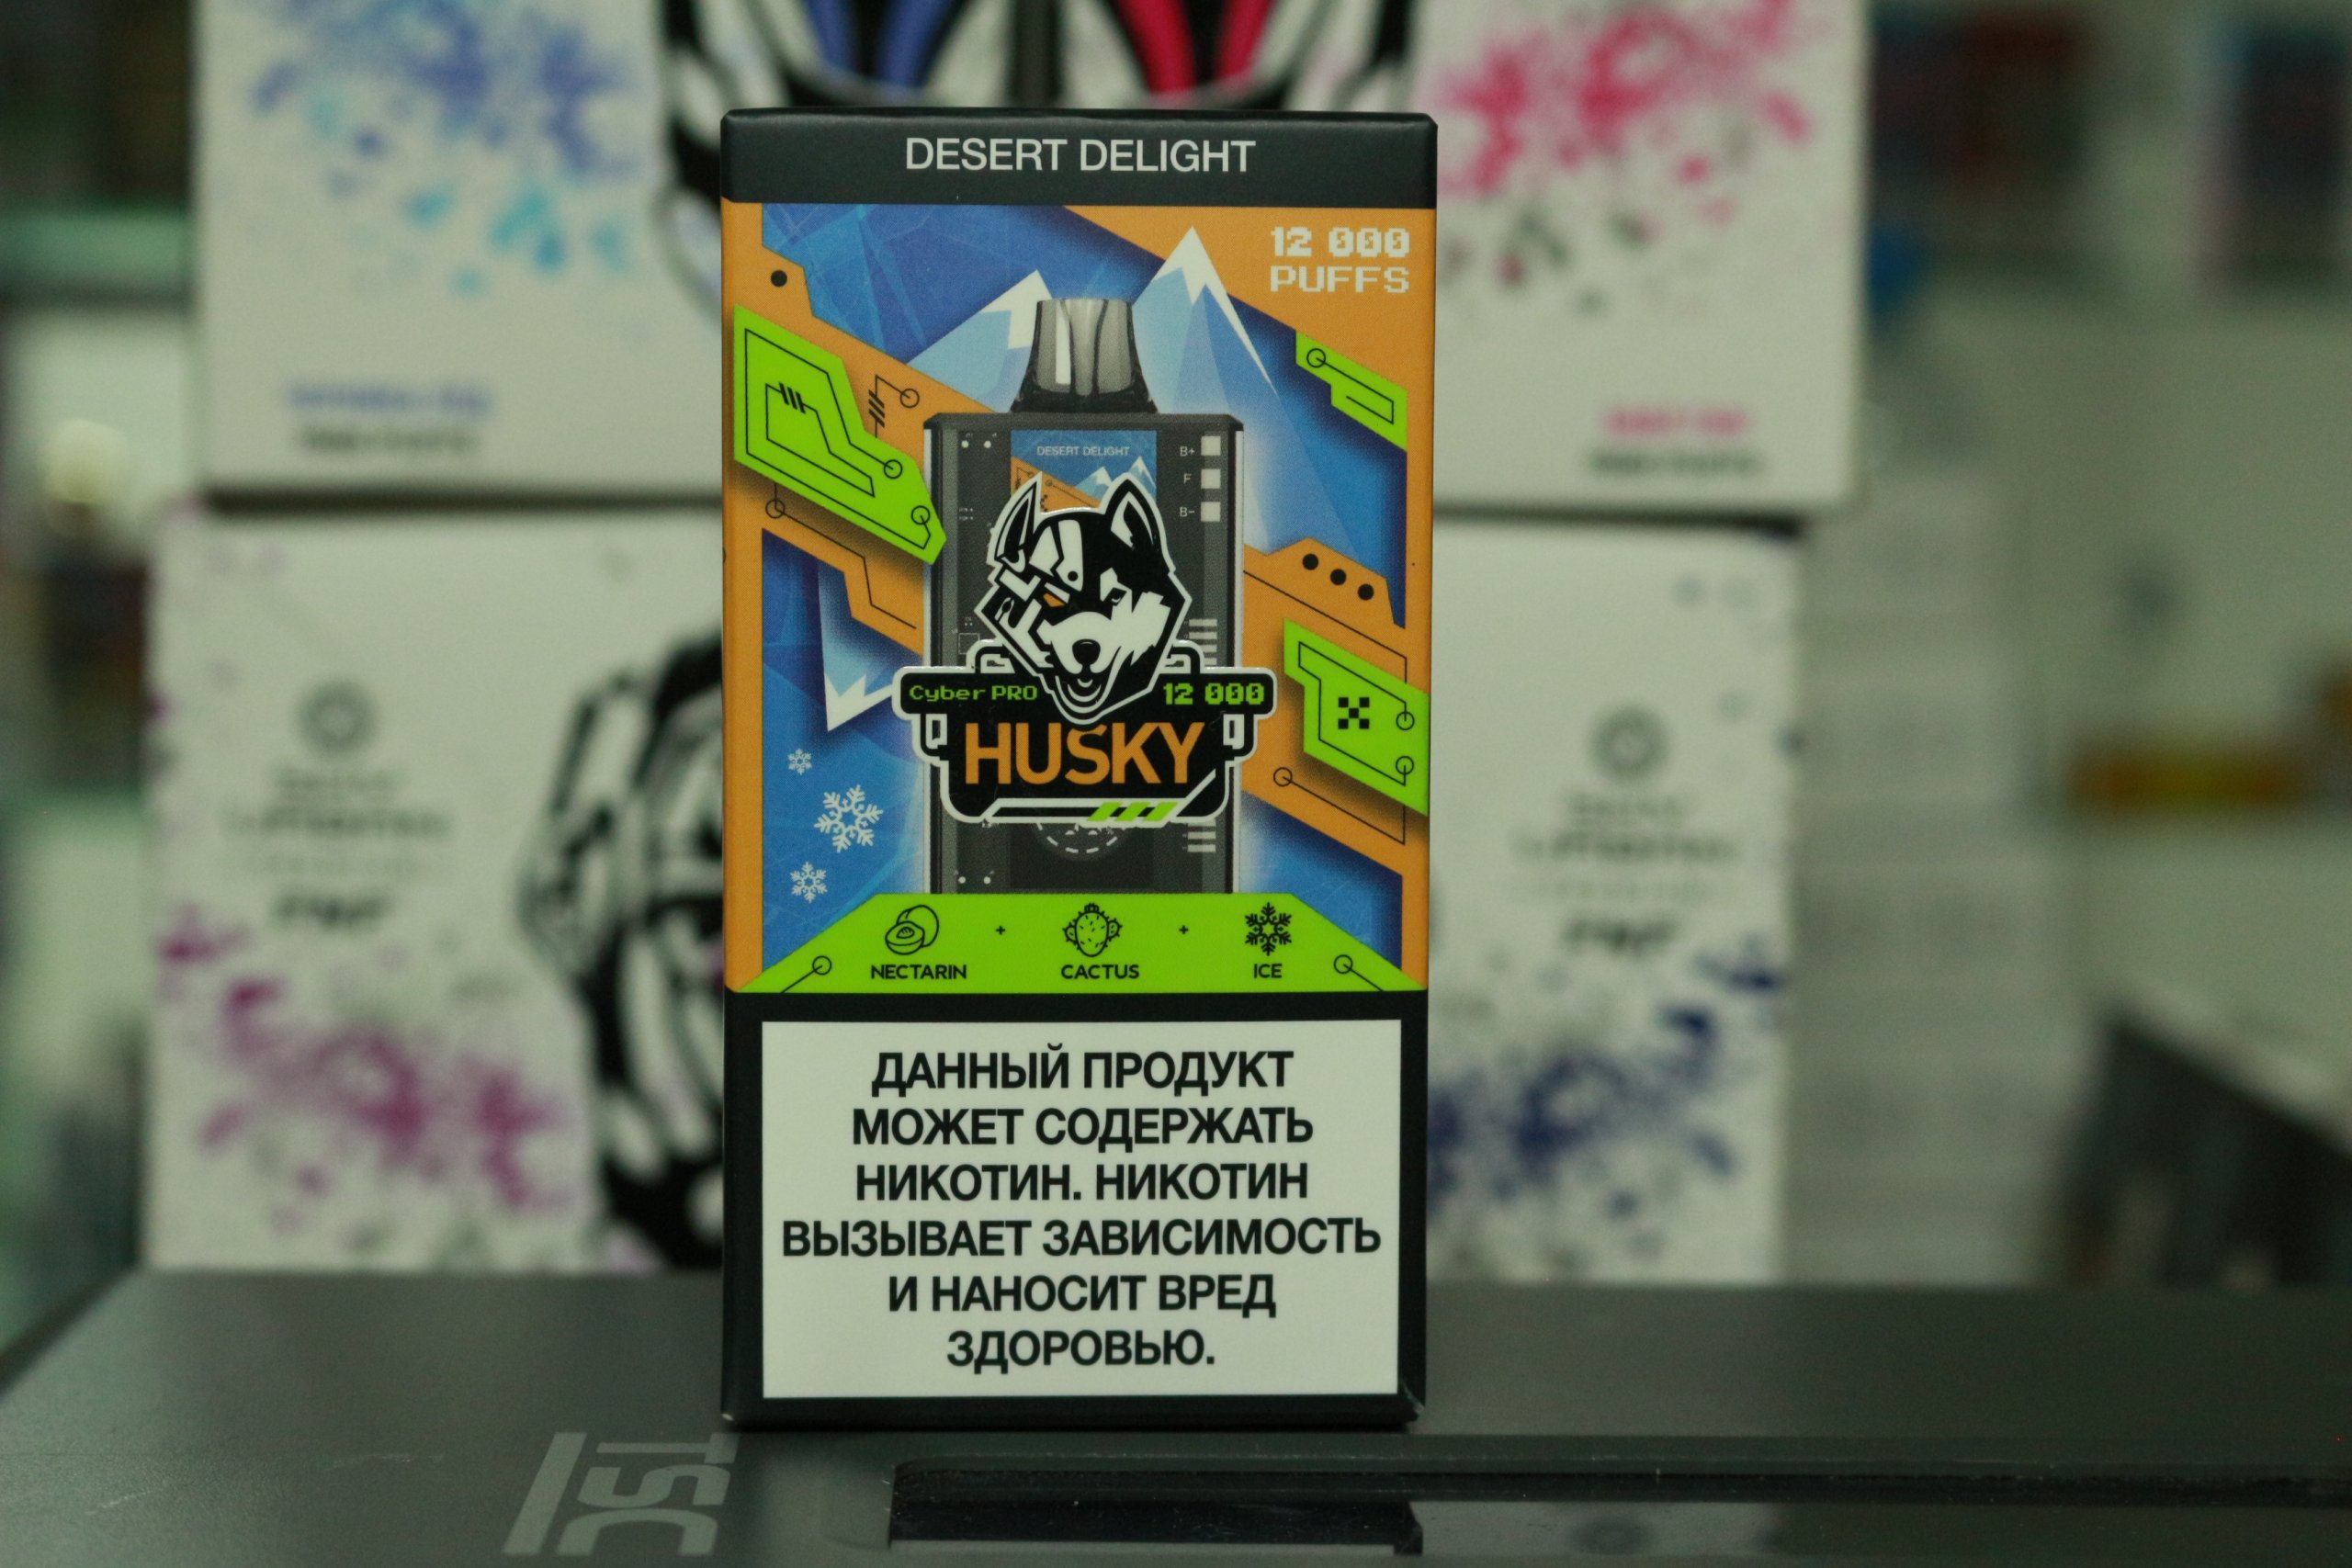 DESERT DELIGHT
12 000
PUFFS
DESERT DELIGHT
B+
F
B-
Cyber PRO 12 000
HUSKY
NECTARIN + CACTUS + ICE
ДАННЫЙ ПРОДУКТ
МОЖЕТ СОДЕРЖАТЬ
НИКОТИН. НИКОТИН
ВЫЗЫВАЕТ ЗАВИСИМОСТЬ
И НАНОСИТ ВРЕД
ЗДОРОВЬЮ.